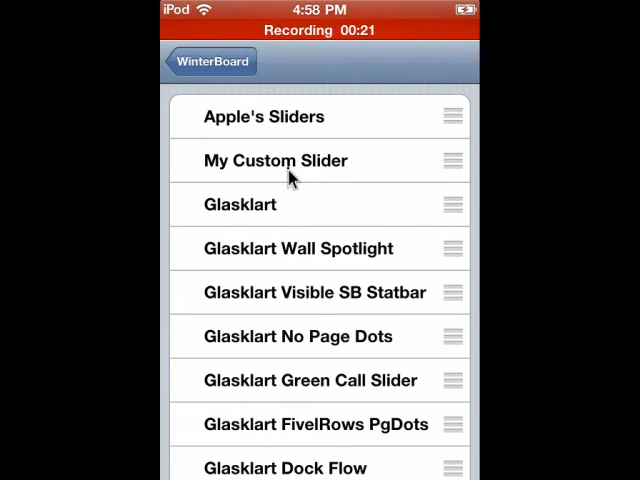 iPod 4:58 PM
Recording 00:21
WinterBoard
Apple's Sliders
My Custom Slider
Glasklart
Glasklart Wall Spotlight
Glasklart Visible SB Statbar
Glasklart No Page Dots
Glasklart Green Call Slider
Glasklart FivelRows PgDots
Glasklart Dock Flow